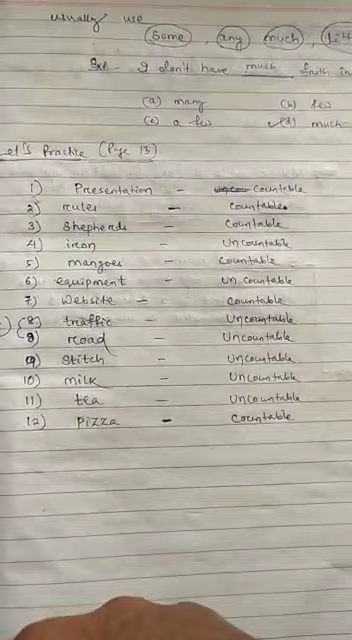 usually use
some, any much,
Ex. I don't have much faith in
(a) many (b) few
(c) a few (d) much
Let's Practice (Page 13)
1) Presentation - Countable
2) ruler - Countable.
3) Shepherds - Countable
4) iron - Uncountable
5) mangoes - Countable
6) equipment - Uncountable
7) Website - Countable
(8) traffic - Uncountable
9 road - Uncountable
9) Stitch - Uncountable
10) milk - Uncountable
11) tea - Uncountable
12) Pizza - Countable